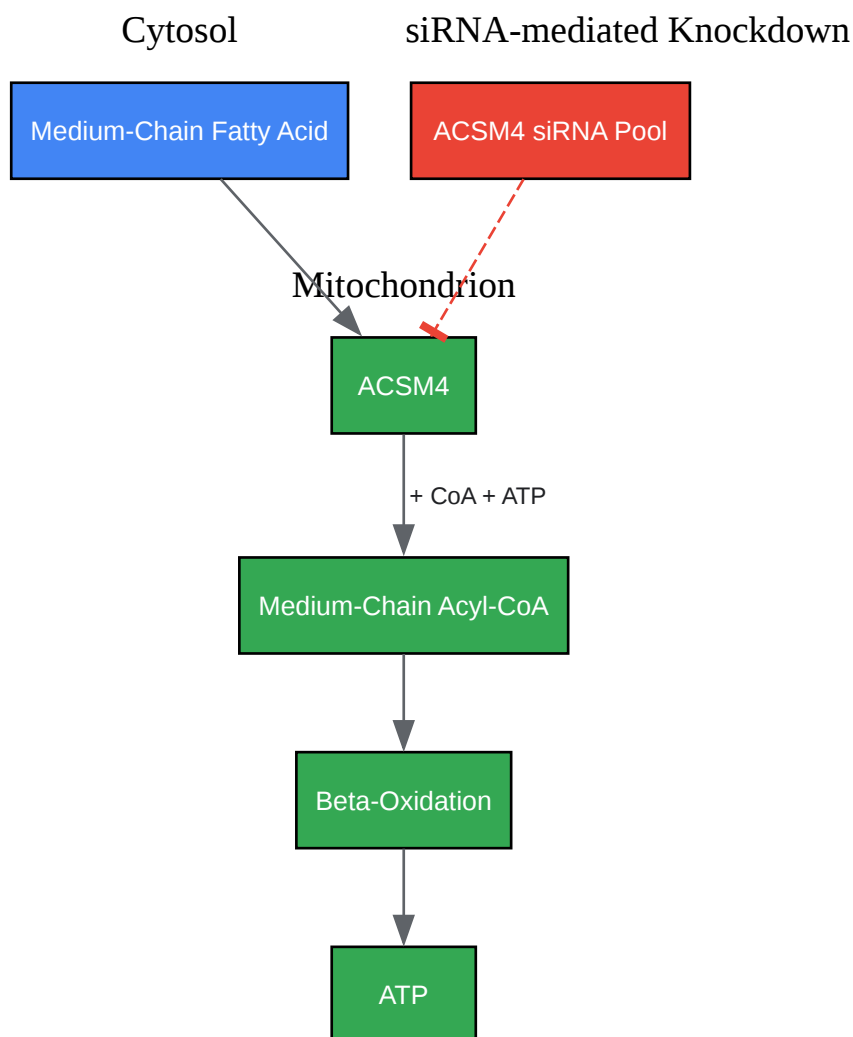 Cytosol
siRNA-mediated Knockdown
Medium-Chain Fatty Acid
ACSM4 siRNA Pool
Mitochondrion
ACSM4
+ CoA + ATP
Medium-Chain Acyl-CoA
Beta-Oxidation
ATP